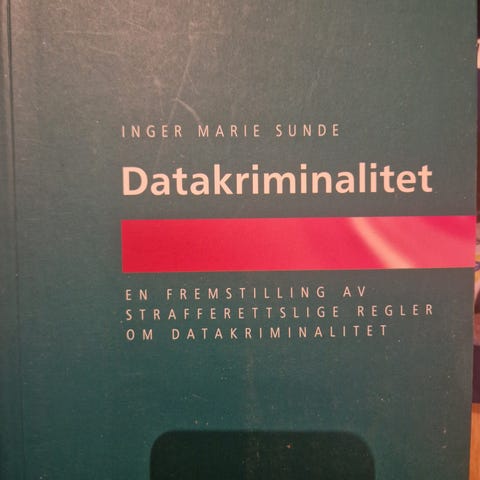 INGER MARIE SUNDE
Datakriminalitet
EN FREMSTILLING AV
STRAFFERETTSLIGE REGLER
OM DATAKRIMINALITET